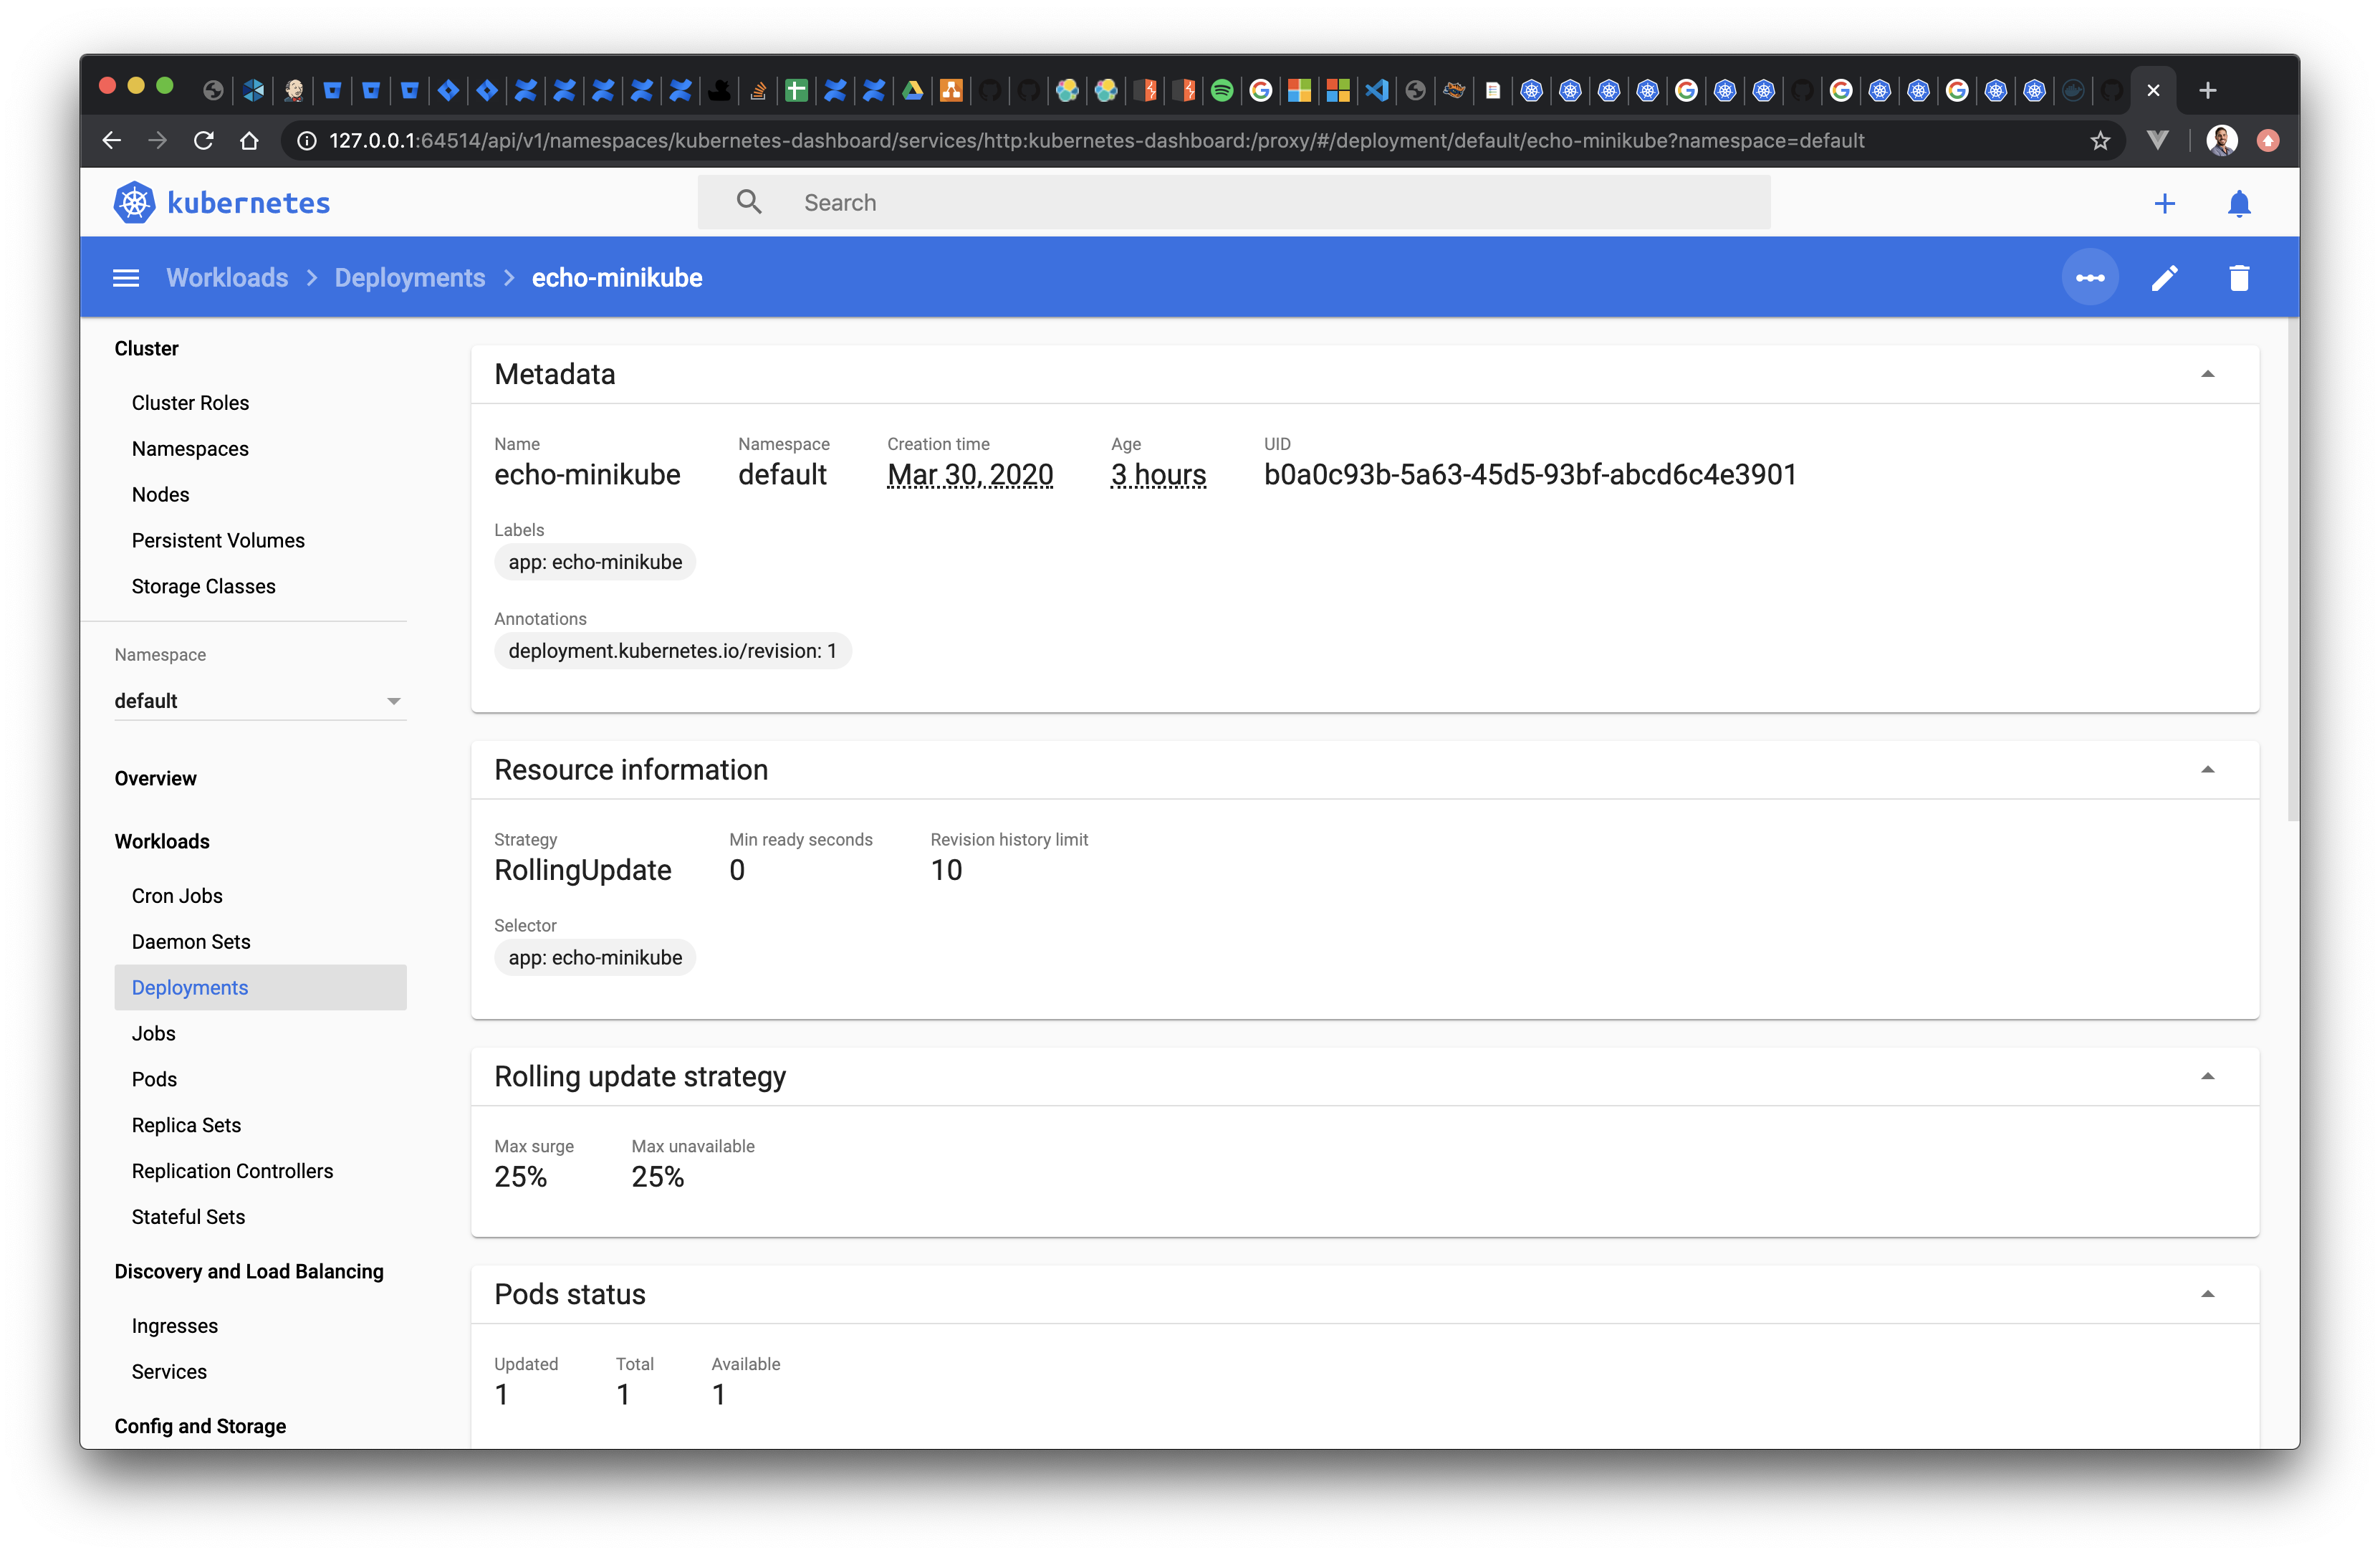 127.0.0.1:64514/api/v1/namespaces/kubernetes-dashboard/services/http:kubernetes-dashboard:/proxy/#/deployment/default/echo-minikube?namespace=default
kubernetes
Search
Workloads > Deployments > echo-minikube
Cluster
Cluster Roles
Namespaces
Nodes
Persistent Volumes
Storage Classes
Namespace
default
Overview
Workloads
Cron Jobs
Daemon Sets
Deployments
Jobs
Pods
Replica Sets
Replication Controllers
Stateful Sets
Discovery and Load Balancing
Ingresses
Services
Config and Storage
Metadata
Name Namespace Creation time Age UID
echo-minikube default Mar 30, 2020 3 hours b0a0c93b-5a63-45d5-93bf-abcd6c4e3901
Labels
app: echo-minikube
Annotations
deployment.kubernetes.io/revision: 1
Resource information
Strategy Min ready seconds Revision history limit
RollingUpdate 0 10
Selector
app: echo-minikube
Rolling update strategy
Max surge Max unavailable
25% 25%
Pods status
Updated Total Available
1 1 1